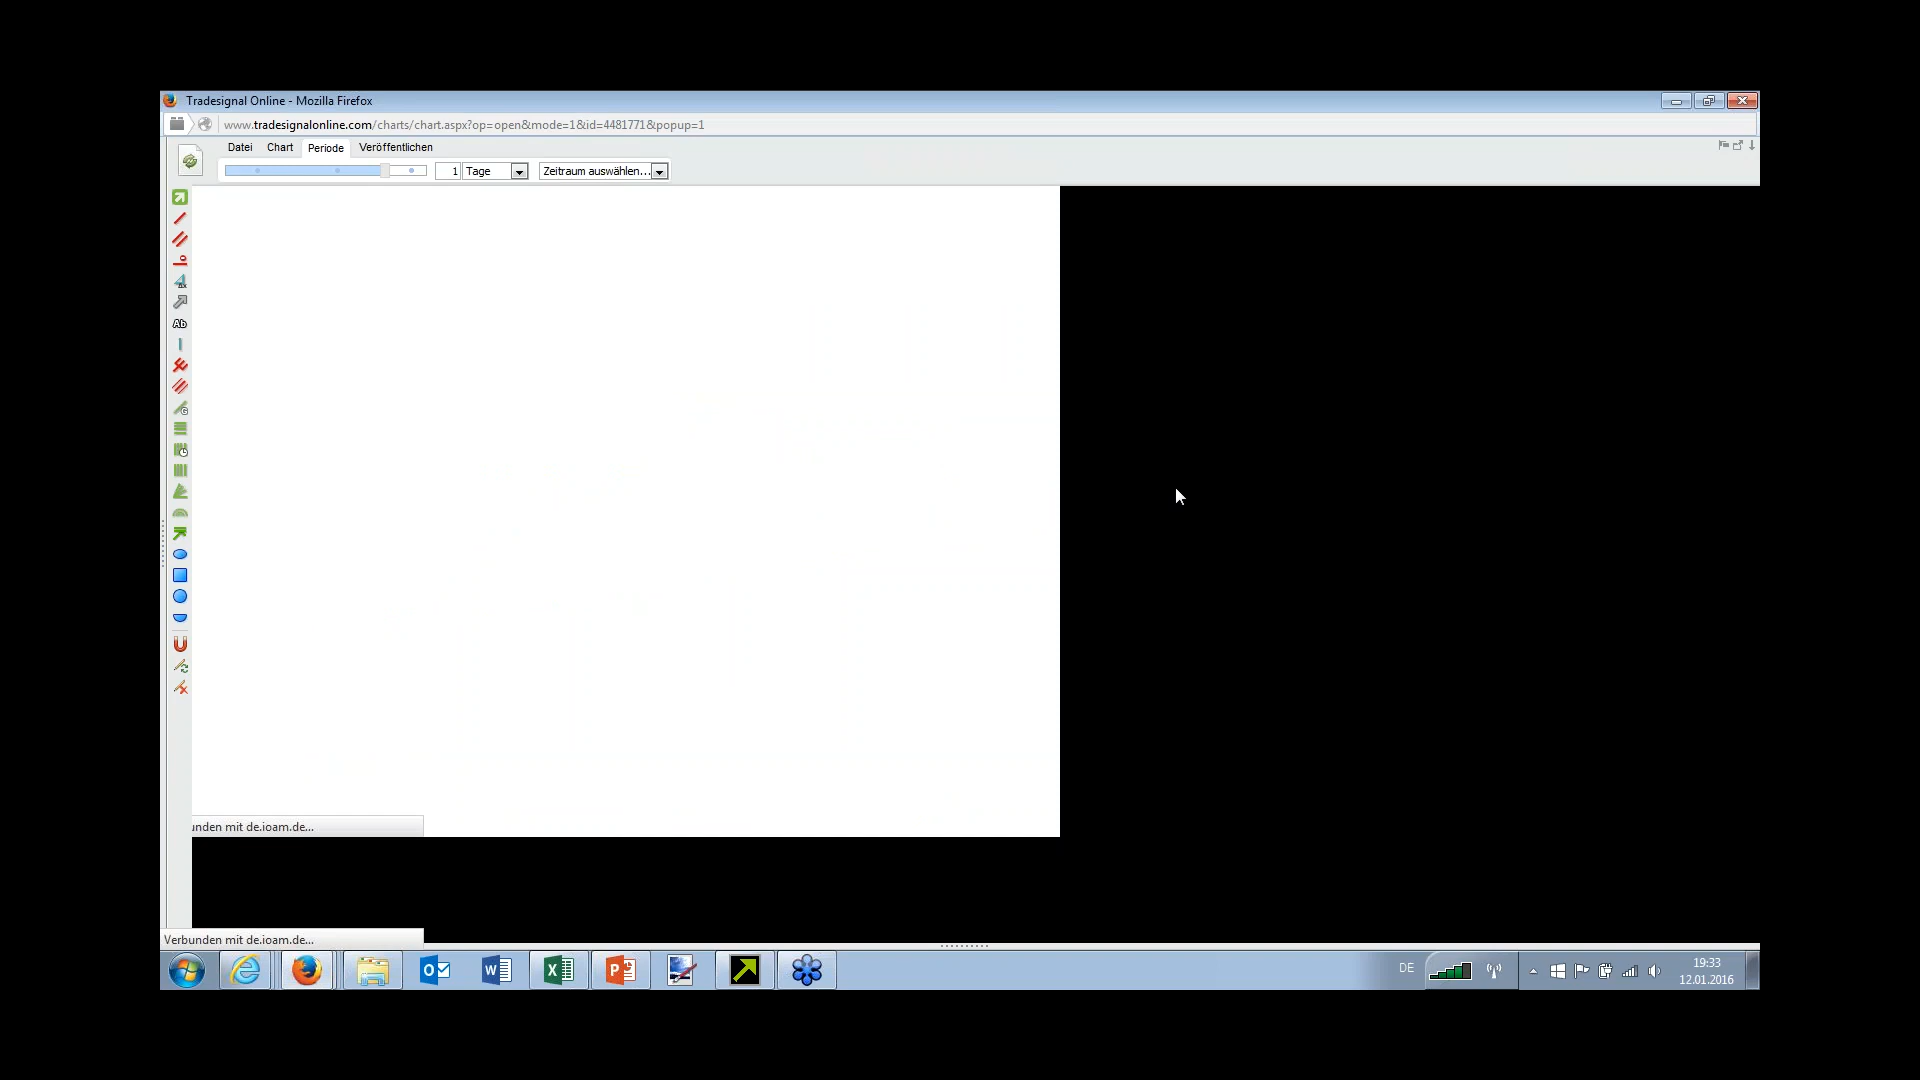 Tradesignal Online - Mozilla Firefox
www.tradesignalonline.com/charts/chart.aspx?op=open&mode=1&id=4481771&popup=1
Datei Chart Periode Veröffentlichen
1 Tage Zeitraum auswählen...
Ab
unden mit de.ioam.de...
Verbunden mit de.ioam.de...
DE
19:33
12.01.2016